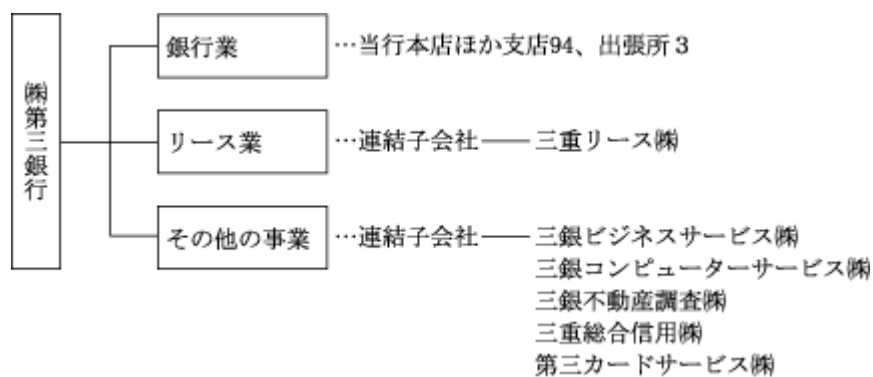 ㈱第三銀行
銀行業 …当行本店ほか支店94、出張所3
リース業 …連結子会社――三重リース㈱
その他の事業 …連結子会社――三銀ビジネスサービス㈱
三銀コンピューターサービス㈱
三銀不動産調査㈱
三重総合信用㈱
第三カードサービス㈱